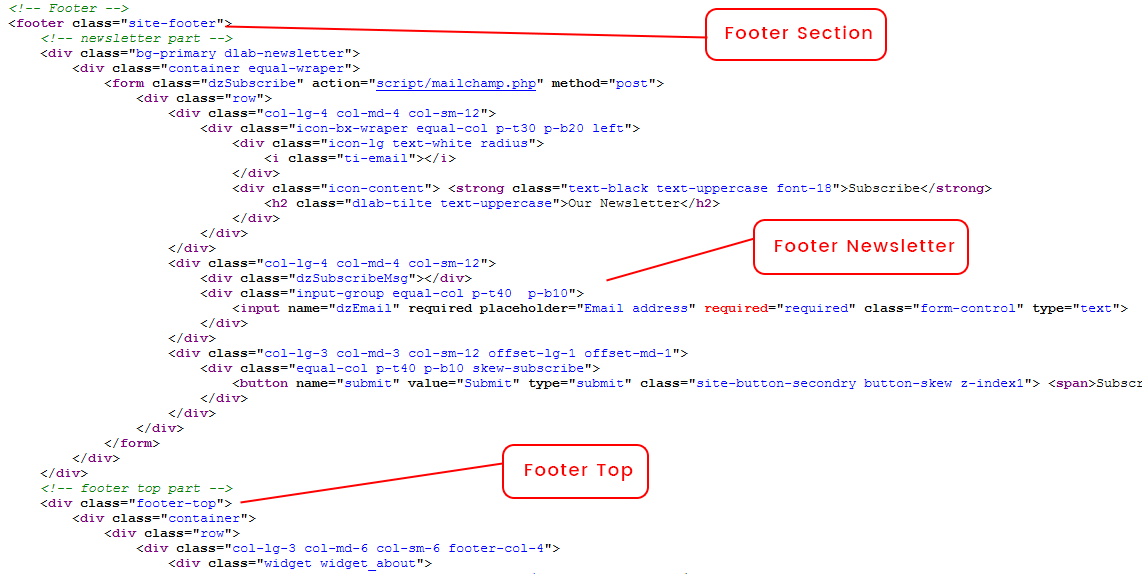 <!-- Footer -->
<footer class="site-footer">
Footer Section
<!-- newsletter part -->
<div class="bg-primary dlab-newsletter">
<div class="container equal-wraper">
<form class="dzSubscribe" action="script/mailchamp.php" method="post">
<div class="row">
<div class="col-lg-4 col-md-4 col-sm-12">
<div class="icon-bx-wraper equal-col p-t30 p-b20 left">
<div class="icon-lg text-white radius">
<i class="ti-email"></i>
</div>
<div class="icon-content"> <strong class="text-black text-uppercase font-18">Subscribe</strong>
<h2 class="dlab-tilte text-uppercase">Our Newsletter</h2>
</div>
</div>
</div>
Footer Newsletter
<div class="col-lg-4 col-md-4 col-sm-12">
<div class="dzSubscribeMsg"></div>
<div class="input-group equal-col p-t40  p-b10">
<input name="dzEmail" required placeholder="Email address" required="required" class="form-control" type="text">
</div>
</div>
<div class="col-lg-3 col-md-3 col-sm-12 offset-lg-1 offset-md-1">
<div class="equal-col p-t40 p-b10 skew-subscribe">
<button name="submit" value="Submit" type="submit" class="site-button-secondry button-skew z-index1"> <span>Subscr
</div>
</div>
</div>
</form>
</div>
</div>
Footer Top
<!-- footer top part -->
<div class="footer-top">
<div class="container">
<div class="row">
<div class="col-lg-3 col-md-6 col-sm-6 footer-col-4">
<div class="widget widget_about">